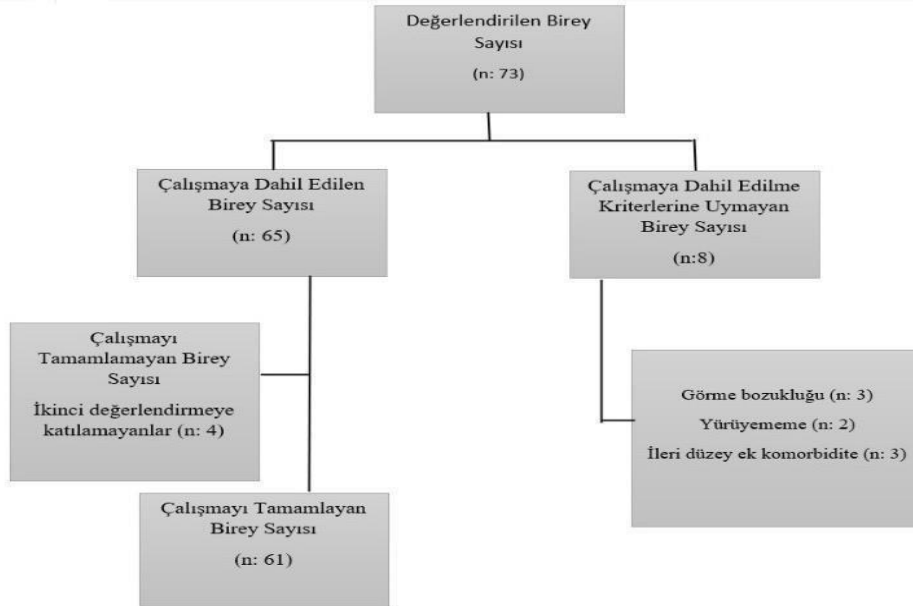 Değerlendirilen Birey
Sayısı
(n: 73)
Çalışmaya Dahil Edilen
Birey Sayısı
(n: 65)
Çalışmaya Dahil Edilme
Kriterlerine Uymayan
Birey Sayısı
(n:8)
Çalışmayı
Tamamlamayan Birey
Sayısı
İkinci değerlendirmeye
katılamayanlar (n: 4)
Görme bozukluğu (n: 3)
Yürüyememe (n: 2)
İleri düzey ek komorbidite (n: 3)
Çalışmayı Tamamlayan
Birey Sayısı
(n: 61)